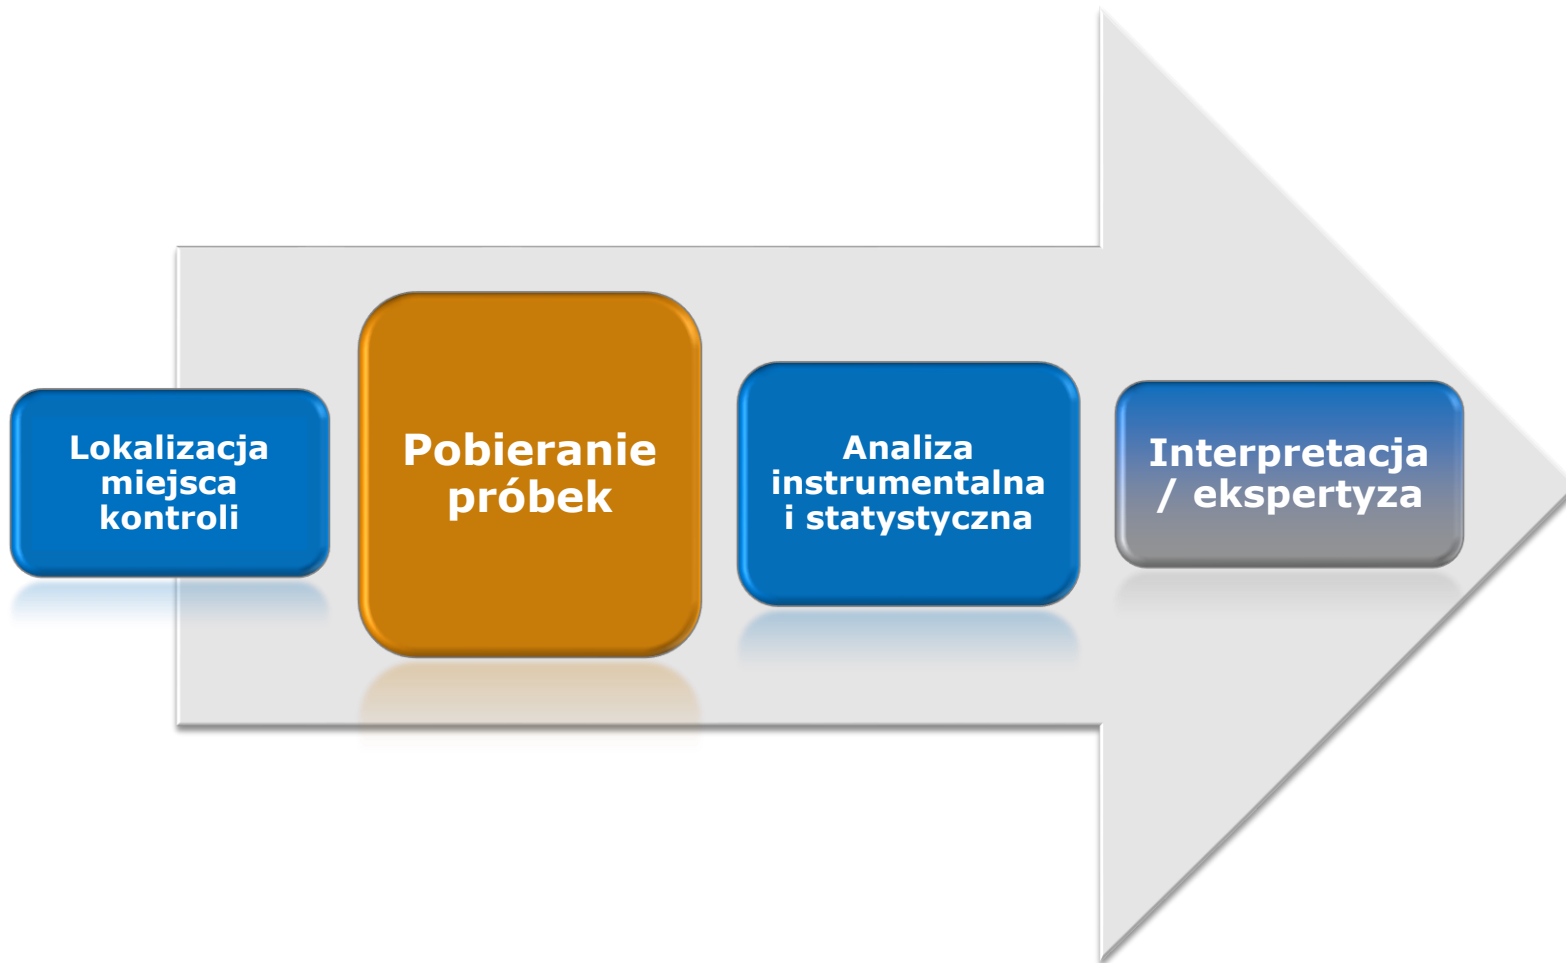 Lokalizacja
miejsca
kontroli
Pobieranie
próbek
Analiza
instrumentalna
i statystyczna
Interpretacja
/ ekspertyza